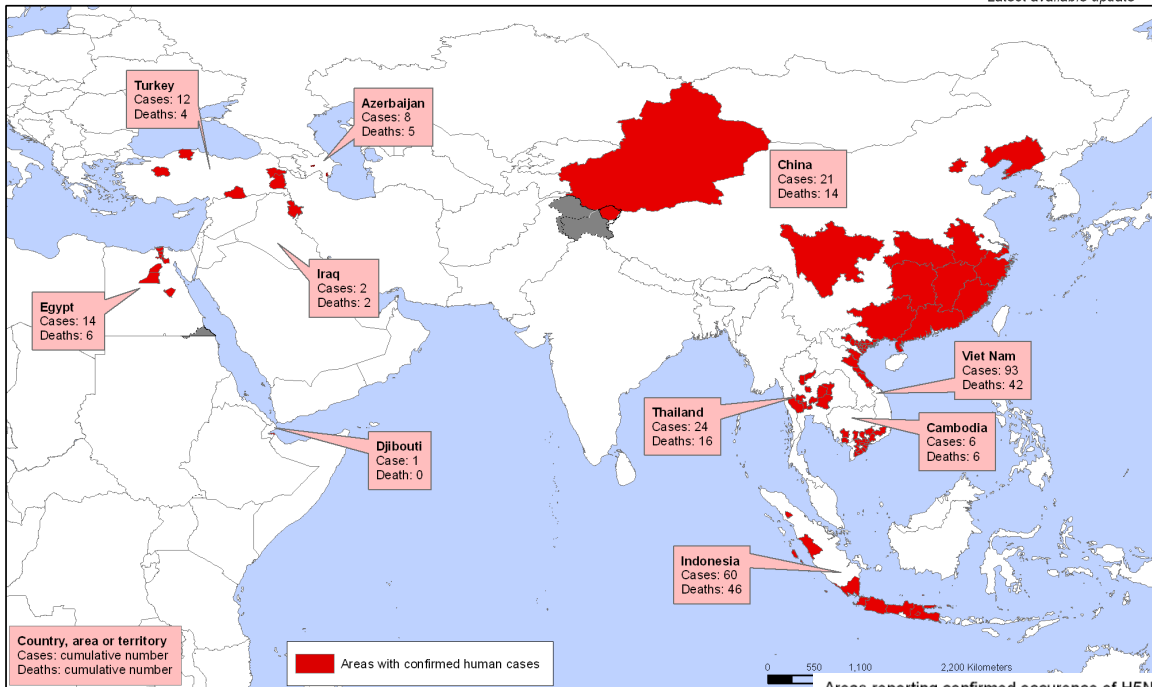 Latest available update
Turkey
Cases: 12
Deaths: 4
Azerbaijan
Cases: 8
Deaths: 5
China
Cases: 21
Deaths: 14
Iraq
Cases: 2
Deaths: 2
Egypt
Cases: 14
Deaths: 6
Viet Nam
Cases: 93
Deaths: 42
Thailand
Cases: 24
Deaths: 16
Cambodia
Cases: 6
Deaths: 6
Djibouti
Case: 1
Death: 0
Indonesia
Cases: 60
Deaths: 46
Country, area or territory
Cases: cumulative number
Deaths: cumulative number
Areas with confirmed human cases
0 550 1,100 2,200 Kilometers
Areas reporting confirmed occurence of H5N